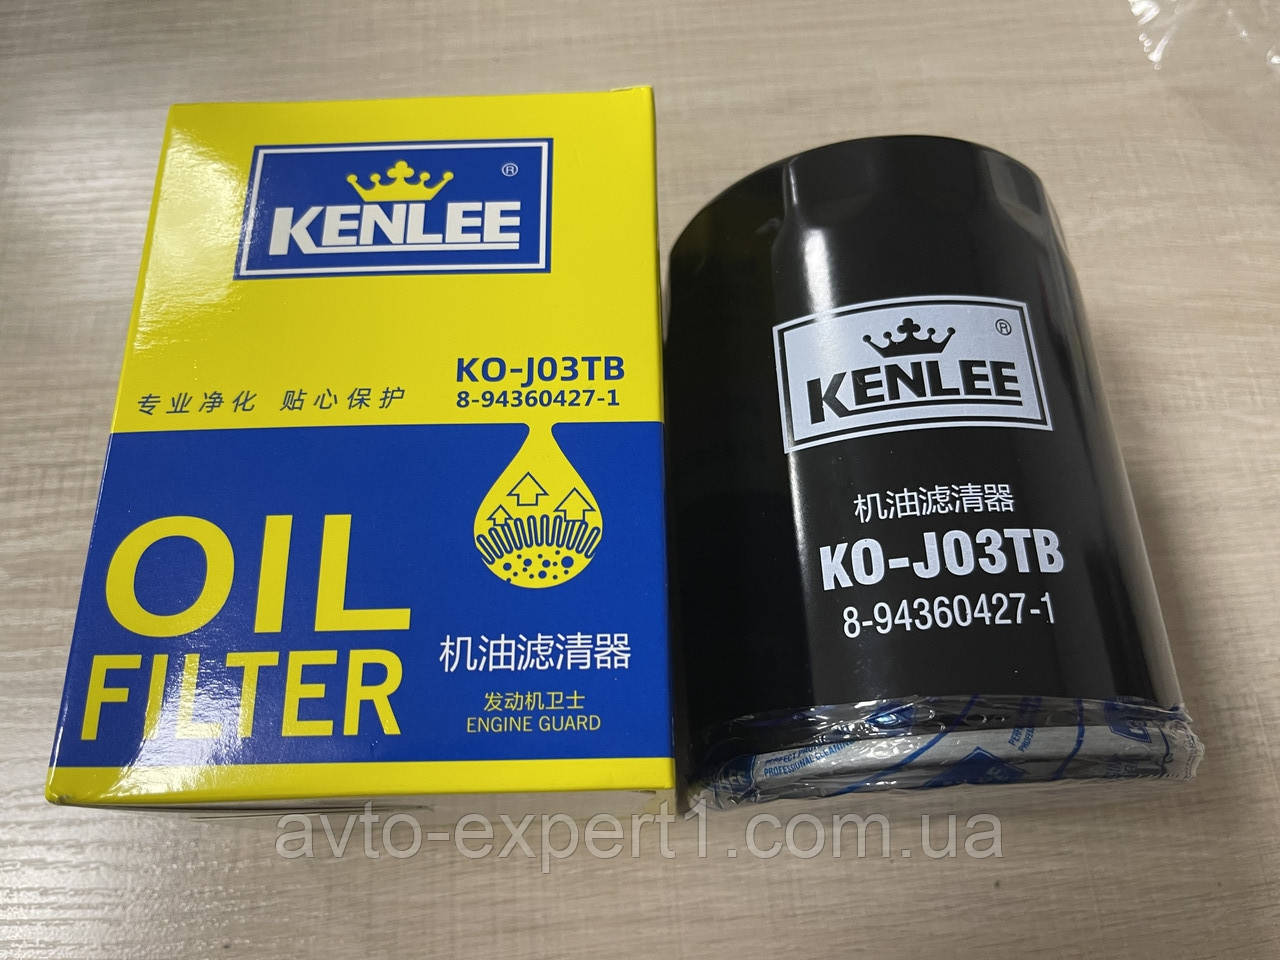 KENLEE
®
KO-J03TB
8-94360427-1
专业净化 贴心保护
OIL
FILTER
机油滤清器
发动机卫士
ENGINE GUARD
KENLEE
®
机油滤清器
KO-J03TB
8-94360427-1
PROFESSIONAL CLEANING
avto-expert1.com.ua